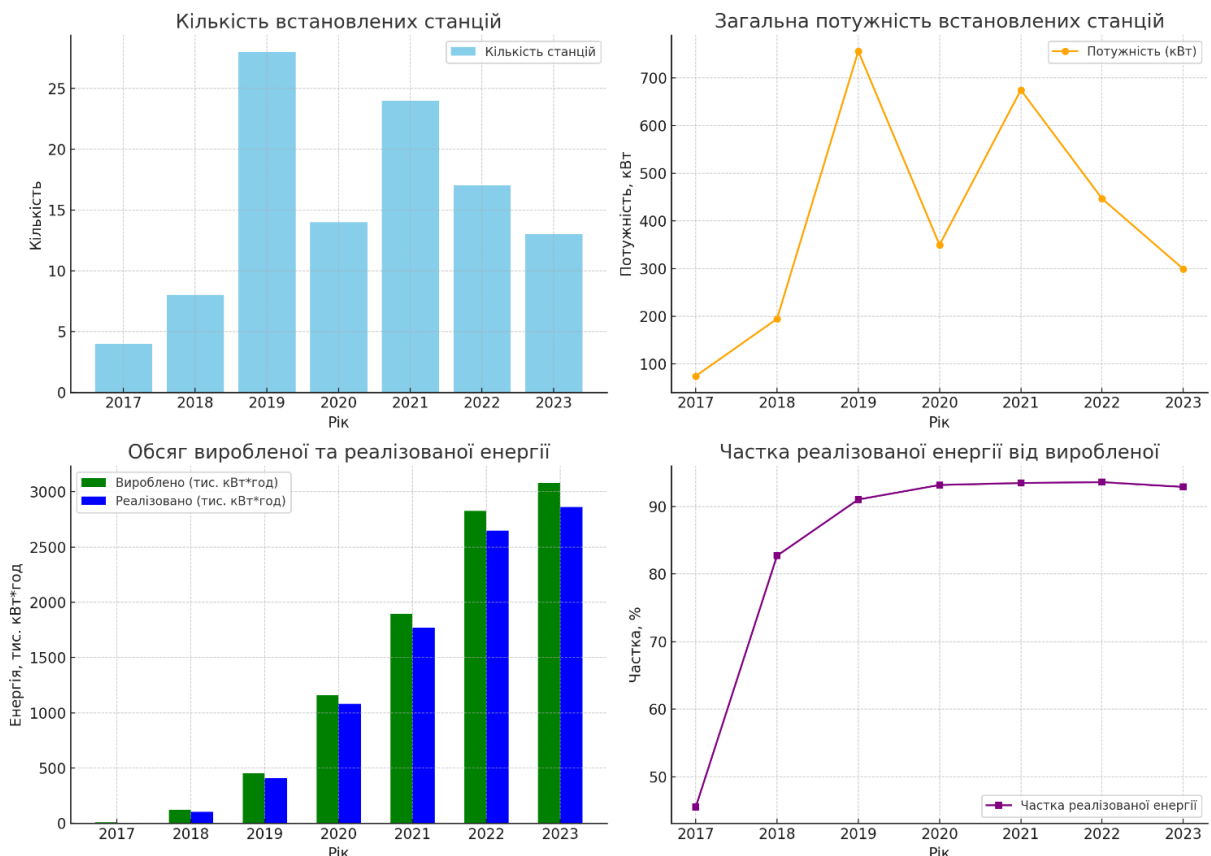 Кількість встановлених станцій
Кількість станцій
25
20
15
10
5
0
Кількість
2017 2018 2019 2020 2021 2022 2023
Рік
Загальна потужність встановлених станцій
Потужність (кВт)
700
600
500
400
300
200
100
Потужність, кВт
2017 2018 2019 2020 2021 2022 2023
Рік
Обсяг виробленої та реалізованої енергії
Вироблено (тис. кВт*год)
Реалізовано (тис. кВт*год)
3000
2500
2000
1500
1000
500
0
Енергія, тис. кВт*год
2017 2018 2019 2020 2021 2022 2023
Рік
Частка реалізованої енергії від виробленої
90
80
70
60
50
Частка, %
Частка реалізованої енергії
2017 2018 2019 2020 2021 2022 2023
Рік